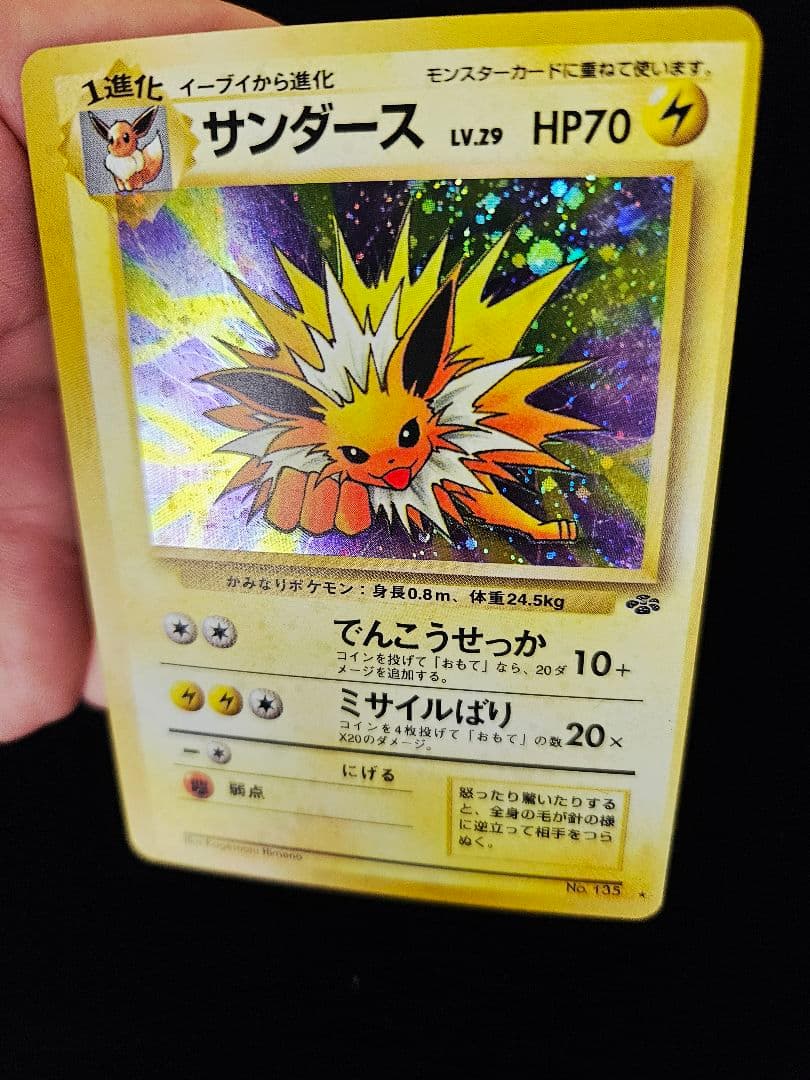 1進化 イーブイから進化 モンスターカードに重ねて使います。
サンダース LV.29 HP70
かみなりポケモン：身長0.8m、体重24.5kg
でんこうせっか 10+
コインを投げて「おもて」なら、20ダ
メージを追加する。
ミサイルばり 20×
コインを4枚投げて「おもて」の数
X20のダメージ。
にげる
弱点
怒ったり驚いたりする
と、全身の毛が針の様
に逆立って相手をつら
ぬく。
Kagemaru Himeno
No. 135 ★